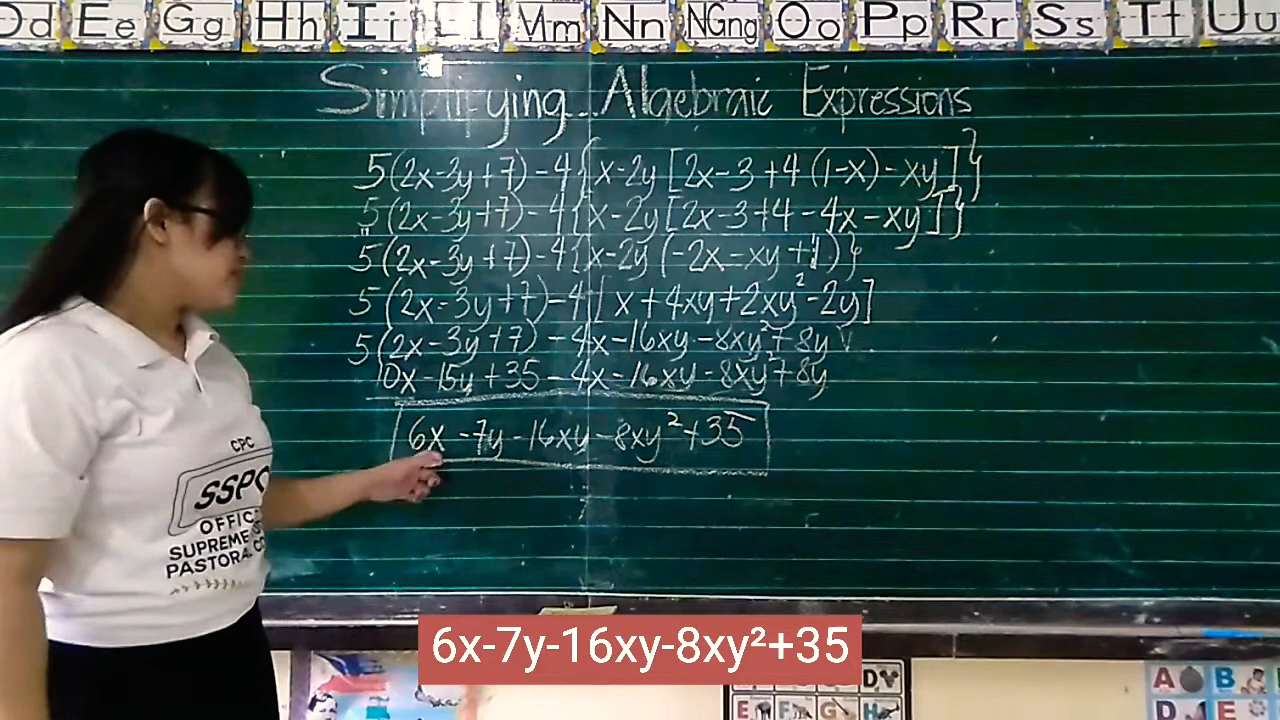 Dd Ee Gg Hh Ii Ll Mm Nn NGng Oo Pp Rr Ss Tt Uu
Simplifying Algebraic Expressions
5(2x-3y+7)-4{x-2y[2x-3+4(1-x)-xy]}
5(2x-3y+7)-4{x-2y[2x-3+4-4x-xy]}
5(2x-3y+7)-4{x-2y(-2x-xy+1)}
5(2x-3y+7)-4[x+4xy+2xy²-2y]
5(2x-3y+7)-4x-16xy-8xy²+8y
10x-15y+35-4x-16xy-8xy²+8y
6x-7y-16xy-8xy²+35
CPC
SSPC
OFFIC
SUPREME
PASTORA
6x-7y-16xy-8xy²+35
D
E F G H
A B
D E